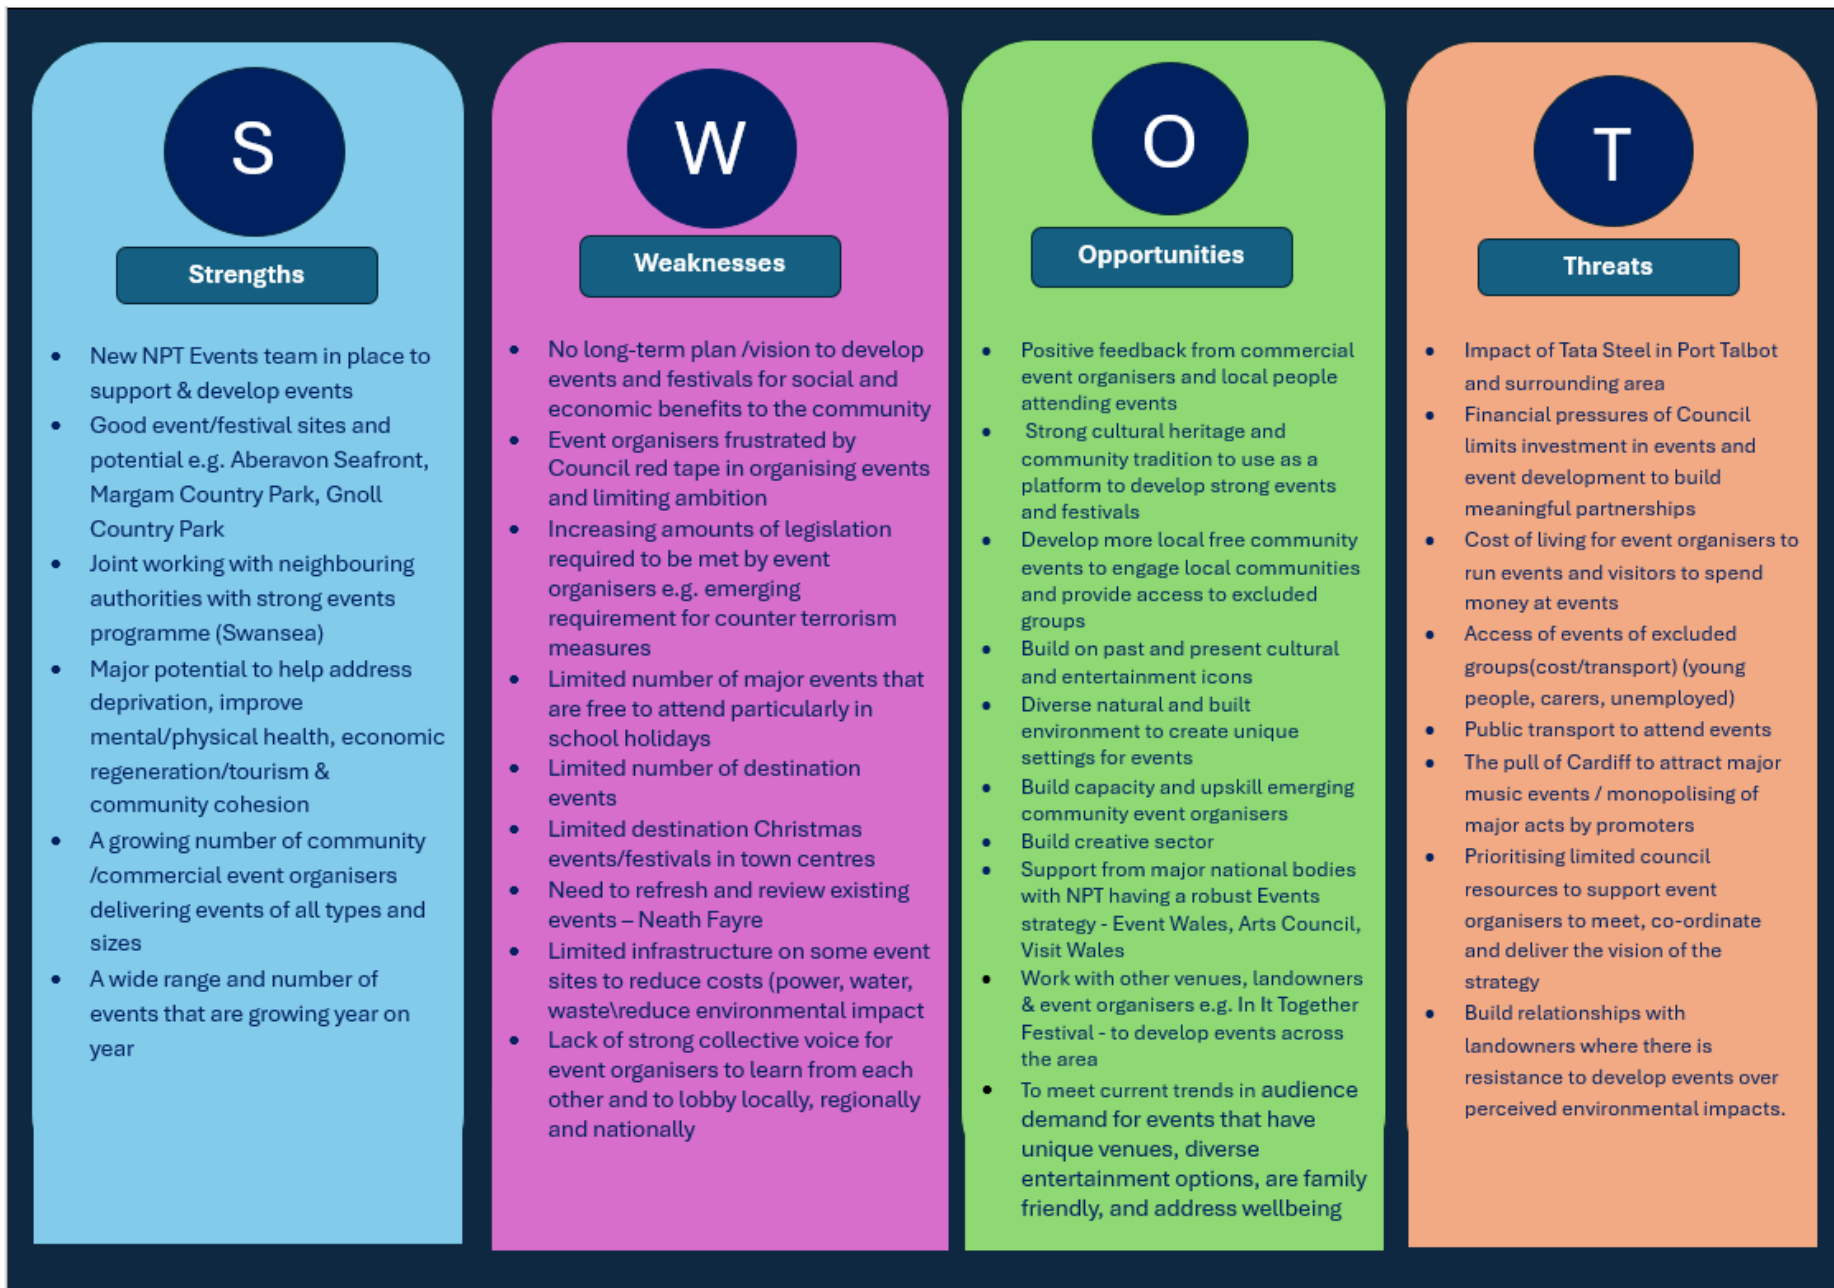 S
Strengths
• New NPT Events team in place to
support & develop events
• Good event/festival sites and
potential e.g. Aberavon Seafront,
Margam Country Park, Gnoll
Country Park
• Joint working with neighbouring
authorities with strong events
programme (Swansea)
• Major potential to help address
deprivation, improve
mental/physical health, economic
regeneration/tourism &
community cohesion
• A growing number of community
/commercial event organisers
delivering events of all types and
sizes
• A wide range and number of
events that are growing year on
year
W
Weaknesses
• No long-term plan /vision to develop
events and festivals for social and
economic benefits to the community
• Event organisers frustrated by
Council red tape in organising events
and limiting ambition
• Increasing amounts of legislation
required to be met by event
organisers e.g. emerging
requirement for counter terrorism
measures
• Limited number of major events that
are free to attend particularly in
school holidays
• Limited number of destination
events
• Limited destination Christmas
events/festivals in town centres
• Need to refresh and review existing
events – Neath Fayre
• Limited infrastructure on some event
sites to reduce costs (power, water,
waste\reduce environmental impact
• Lack of strong collective voice for
event organisers to learn from each
other and to lobby locally, regionally
and nationally
O
Opportunities
• Positive feedback from commercial
event organisers and local people
attending events
• Strong cultural heritage and
community tradition to use as a
platform to develop strong events
and festivals
• Develop more local free community
events to engage local communities
and provide access to excluded
groups
• Build on past and present cultural
and entertainment icons
• Diverse natural and built
environment to create unique
settings for events
• Build capacity and upskill emerging
community event organisers
• Build creative sector
• Support from major national bodies
with NPT having a robust Events
strategy - Event Wales, Arts Council,
Visit Wales
• Work with other venues, landowners
& event organisers e.g. In It Together
Festival - to develop events across
the area
• To meet current trends in audience
demand for events that have
unique venues, diverse
entertainment options, are family
friendly, and address wellbeing
T
Threats
• Impact of Tata Steel in Port Talbot
and surrounding area
• Financial pressures of Council
limits investment in events and
event development to build
meaningful partnerships
• Cost of living for event organisers to
run events and visitors to spend
money at events
• Access of events of excluded
groups(cost/transport) (young
people, carers, unemployed)
• Public transport to attend events
• The pull of Cardiff to attract major
music events / monopolising of
major acts by promoters
• Prioritising limited council
resources to support event
organisers to meet, co-ordinate
and deliver the vision of the
strategy
• Build relationships with
landowners where there is
resistance to develop events over
perceived environmental impacts.